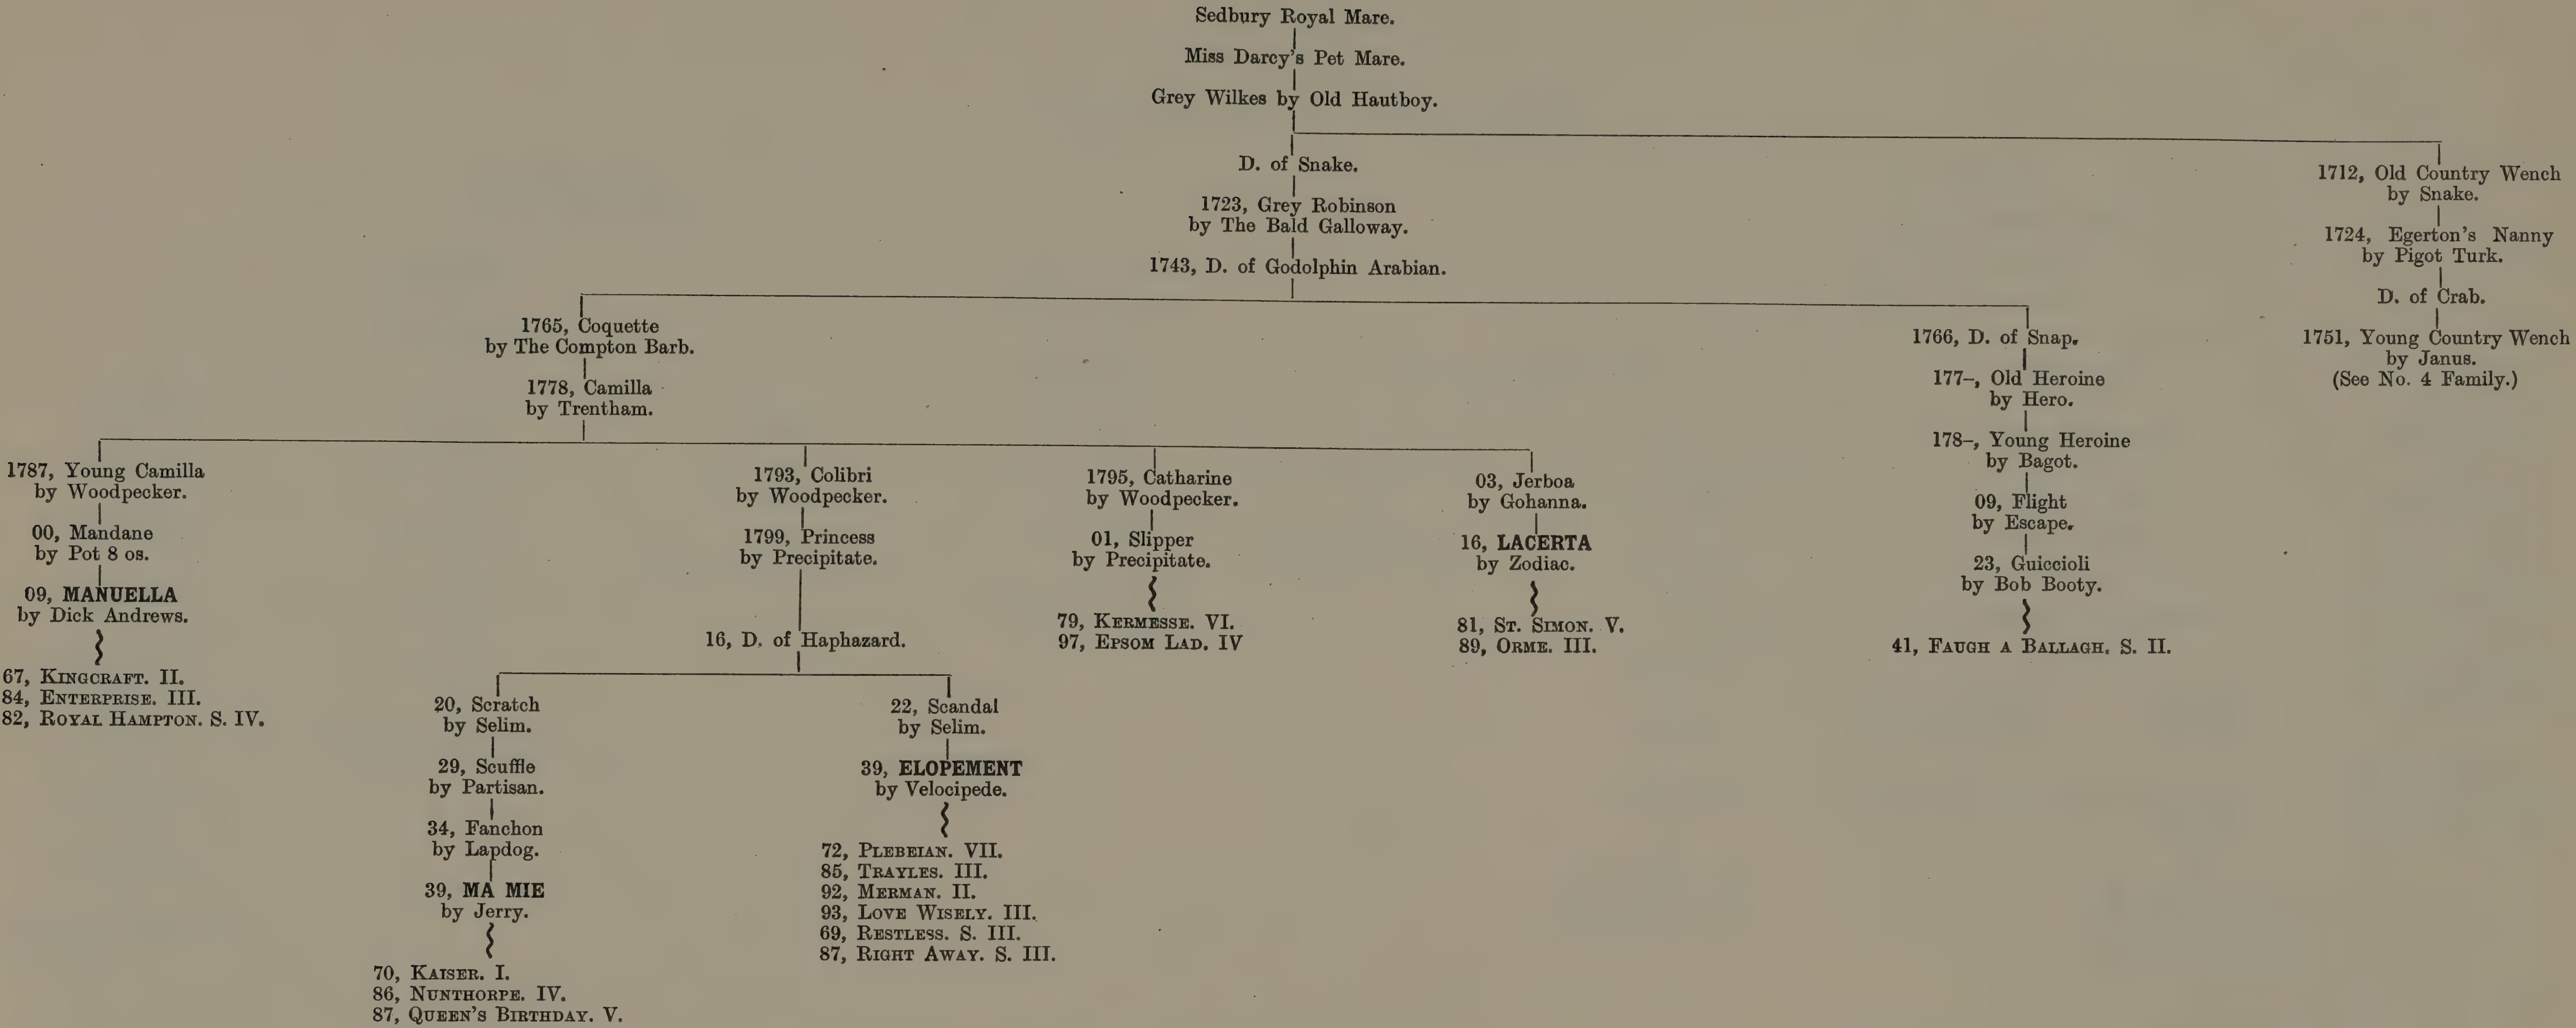 Sedbury Royal Mare.
Miss Darcy's Pet Mare.
Grey Wilkes by Old Hautboy.
D. of Snake.
1723, Grey Robinson
by The Bald Galloway.
1743, D. of Godolphin Arabian.
1712, Old Country Wench
by Snake.
1724, Egerton's Nanny
by Pigot Turk.
D. of Crab.
1751, Young Country Wench
by Janus.
(See No. 4 Family.)
1765, Coquette
by The Compton Barb.
1778, Camilla
by Trentham.
1766, D. of Snap.
177-, Old Heroine
by Hero.
178-, Young Heroine
by Bagot.
09, Flight
by Escape.
23, Guiccioli
by Bob Booty.
41, FAUGH A BALLAGH. S. II.
1787, Young Camilla
by Woodpecker.
00, Mandane
by Pot 8 os.
09, MANUELLA
by Dick Andrews.
67, KINGCRAFT. II.
84, ENTERPRISE. III.
82, ROYAL HAMPTON. S. IV.
1793, Colibri
by Woodpecker.
1799, Princess
by Precipitate.
16, D. of Haphazard.
20, Scratch
by Selim.
29, Scuffle
by Partisan.
34, Fanchon
by Lapdog.
39, MA MIE
by Jerry.
70, KAISER. I.
86, NUNTHORPE. IV.
87, QUEEN'S BIRTHDAY. V.
22, Scandal
by Selim.
39, ELOPEMENT
by Velocipede.
72, PLEBEIAN. VII.
85, TRAYLES. III.
92, MERMAN. II.
93, LOVE WISELY. III.
69, RESTLESS. S. III.
87, RIGHT AWAY. S. III.
1795, Catharine
by Woodpecker.
01, Slipper
by Precipitate.
79, KERMESSE. VI.
97, EPSOM LAD. IV
03, Jerboa
by Gohanna.
16, LACERTA
by Zodiac.
81, ST. SIMON. V.
89, ORME. III.